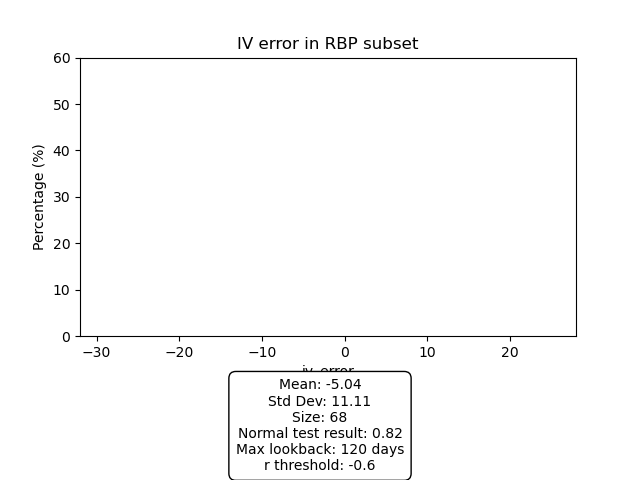 IV error in RBP subset
60
50
40
30
20
10
0
Percentage (%)
−30 −20 −10 0 10 20
iv_error
Mean: -5.04
Std Dev: 11.11
Size: 68
Normal test result: 0.82
Max lookback: 120 days
r threshold: -0.6